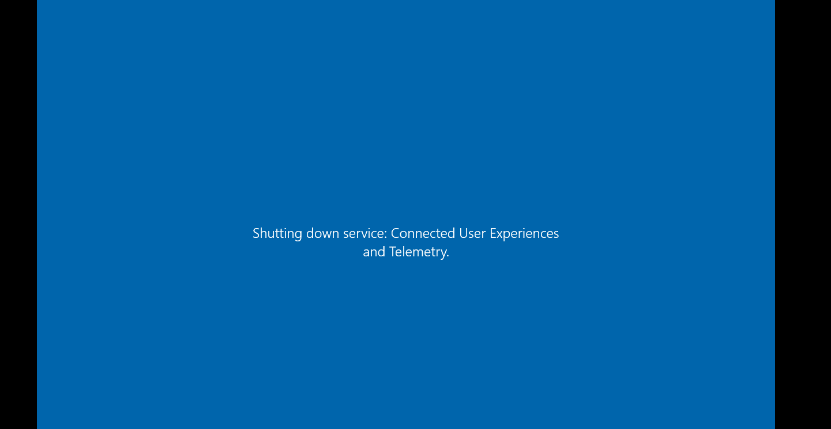 Shutting down service: Connected User Experiences
and Telemetry.